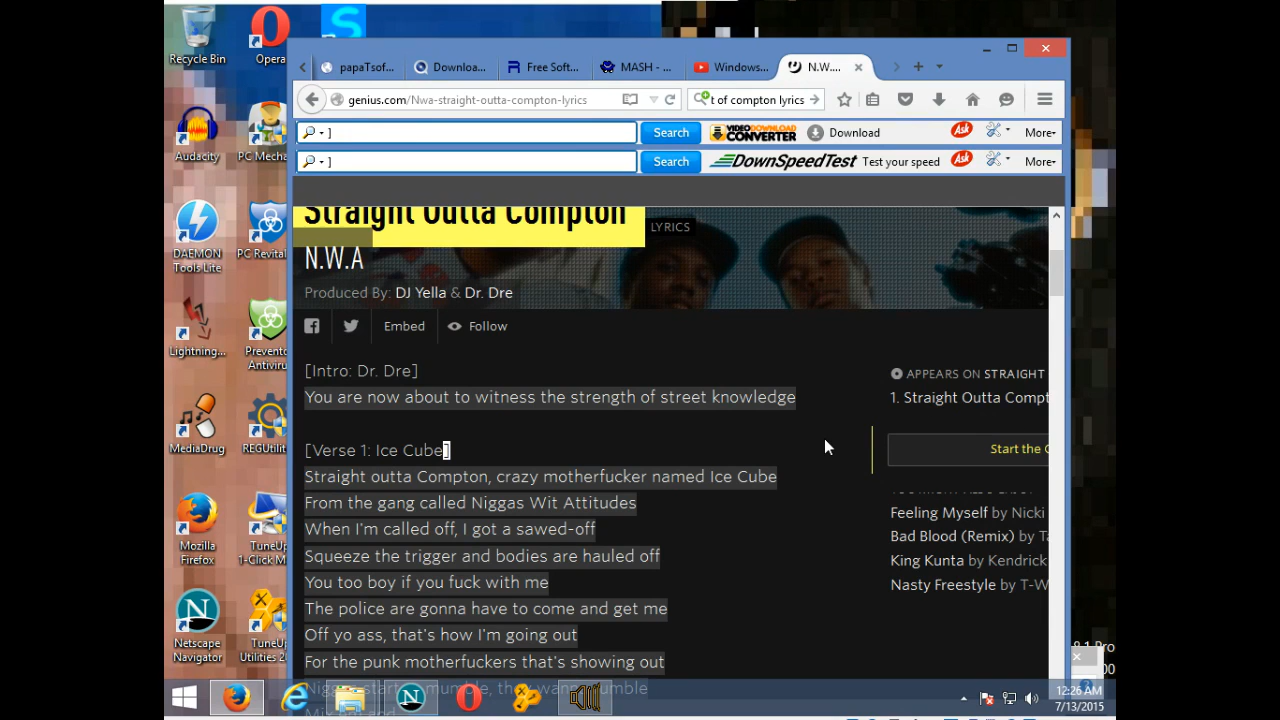 Recycle Bin
Opera
papaTsof...
Downloa...
Free Soft...
MASH - ...
Windows...
N.W....
genius.com/Nwa-straight-outta-compton-lyrics
t of compton lyrics
]
Search
VIDEO DOWNLOAD CONVERTER
Download
Ask
More
]
Search
DownSpeedTest
Test your speed
Ask
More
Audacity
PC Mecha
DAEMON Tools Lite
PC Revital
Lightning...
Prevento
Antiviru
MediaDrug
REGUtili
Mozilla Firefox
TuneUp
1-Click M
Netscape Navigator
TuneU
Utilities 2
Straight Outta Compton
LYRICS
N.W.A
Produced By: DJ Yella & Dr. Dre
Embed
Follow
[Intro: Dr. Dre]
You are now about to witness the strength of street knowledge
[Verse 1: Ice Cube]
Straight outta Compton, crazy motherfucker named Ice Cube
From the gang called Niggas Wit Attitudes
When I'm called off, I got a sawed-off
Squeeze the trigger and bodies are hauled off
You too boy if you fuck with me
The police are gonna have to come and get me
Off yo ass, that's how I'm going out
For the punk motherfuckers that's showing out
APPEARS ON STRAIGHT
1. Straight Outta Compt
Start the
Feeling Myself by Nicki
Bad Blood (Remix) by T
King Kunta by Kendrick
Nasty Freestyle by T-W
12:26 AM
7/13/2015